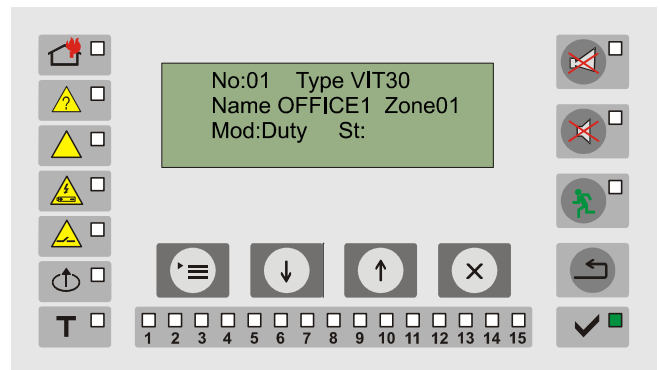 No:01 Type VIT30
Name OFFICE1 Zone01
Mod:Duty St:
?
T
1 2 3 4 5 6 7 8 9 10 11 12 13 14 15